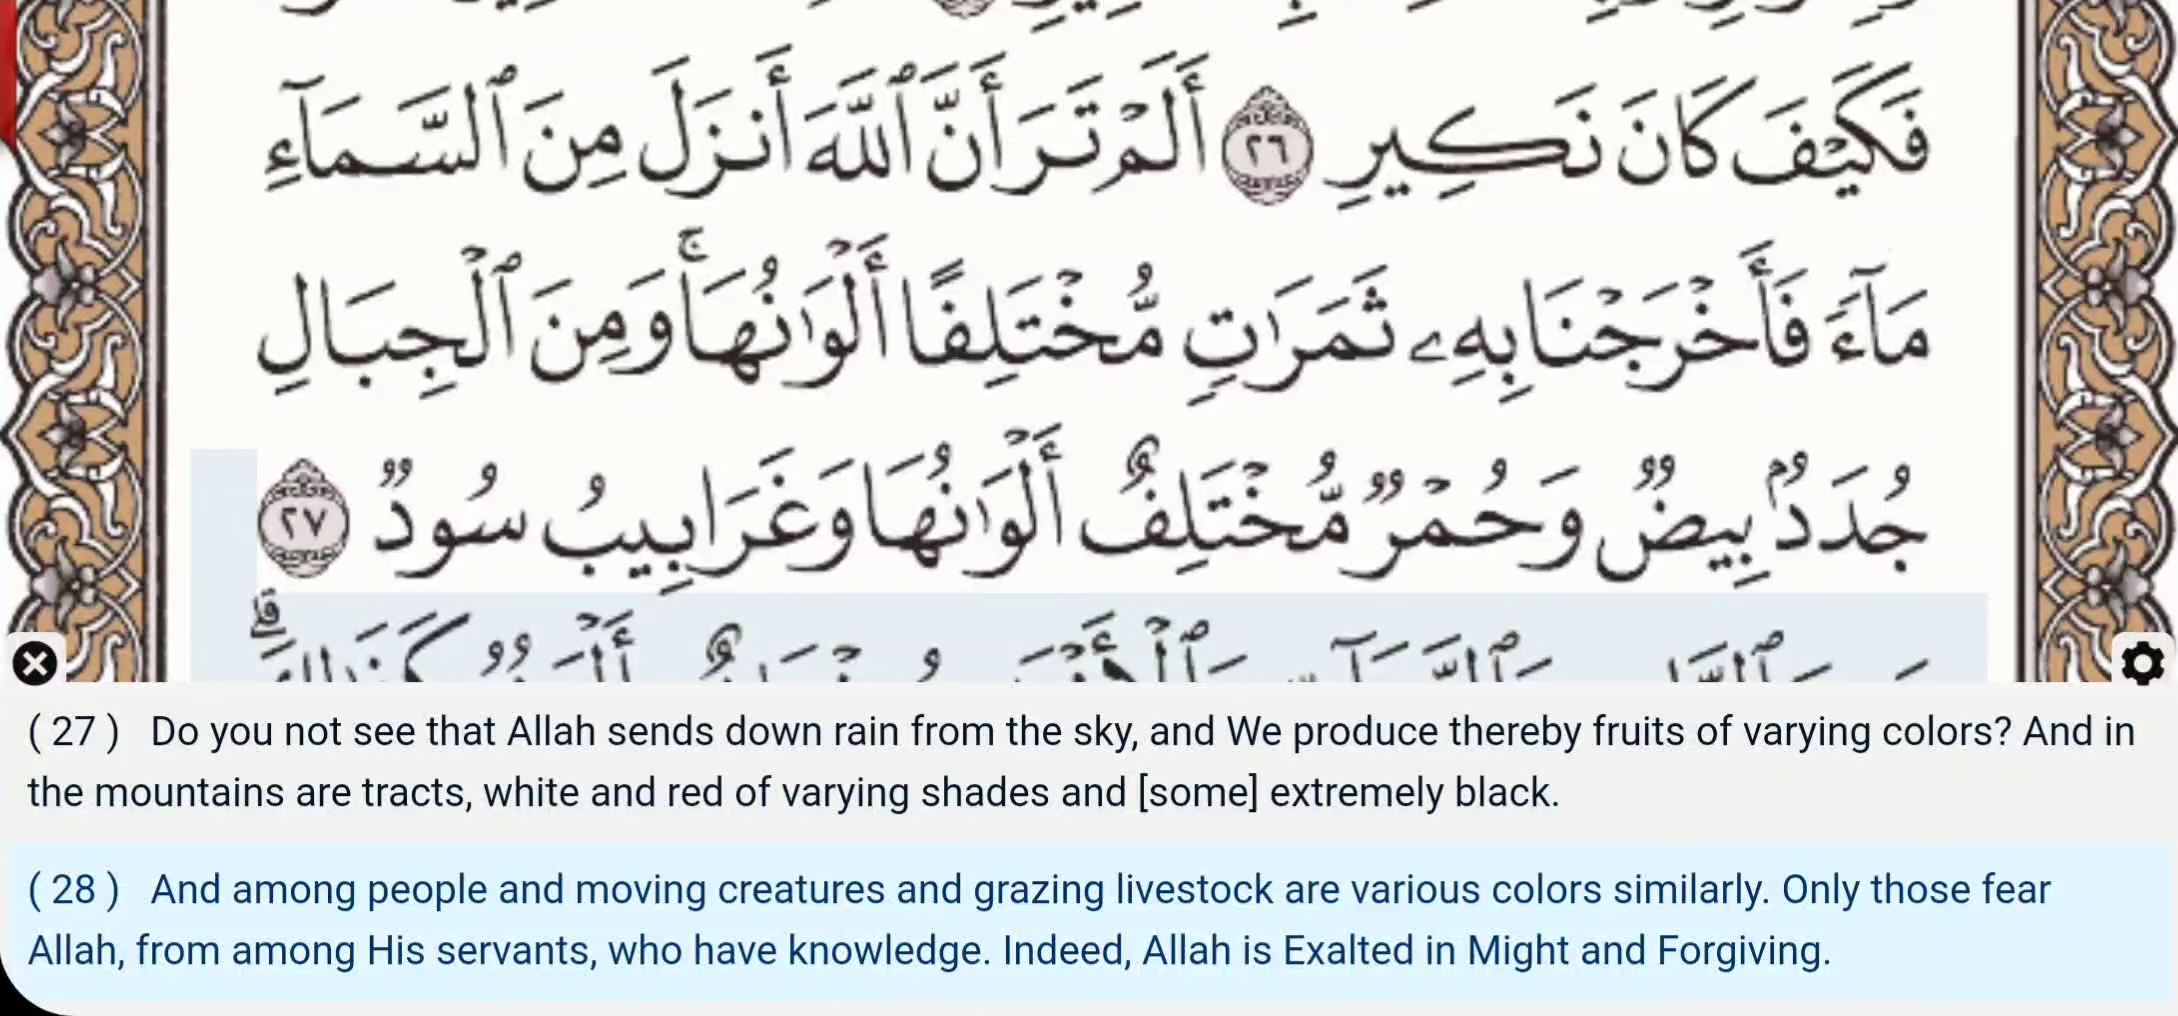 فَكَيْفَ كَانَ نَكِيرِ ٢٦ أَلَمْ تَرَ أَنَّ ٱللَّهَ أَنزَلَ مِنَ ٱلسَّمَآءِ
مَآءً فَأَخْرَجْنَا بِهِۦ ثَمَرَٰتٍ مُّخْتَلِفًا أَلْوَٰنُهَا ۚ وَمِنَ ٱلْجِبَالِ
جُدَدٌۢ بِيضٌ وَحُمْرٌ مُّخْتَلِفٌ أَلْوَٰنُهَا وَغَرَابِيبُ سُودٌ ٢٧
( 27 ) Do you not see that Allah sends down rain from the sky, and We produce thereby fruits of varying colors? And in
the mountains are tracts, white and red of varying shades and [some] extremely black.
( 28 ) And among people and moving creatures and grazing livestock are various colors similarly. Only those fear
Allah, from among His servants, who have knowledge. Indeed, Allah is Exalted in Might and Forgiving.